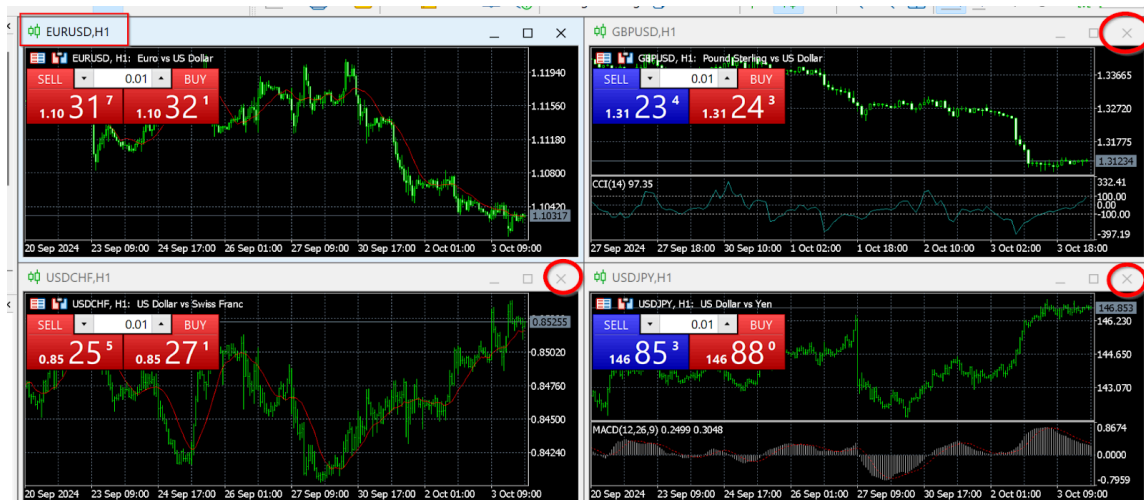 EURUSD,H1
EURUSD, H1: Euro vs US Dollar
SELL 0.01 BUY
1.10 31 7 1.10 32 1
1.11940
1.11560
1.11180
1.10800
1.10420
1.10317
20 Sep 2024 23 Sep 09:00 24 Sep 17:00 26 Sep 01:00 27 Sep 09:00 30 Sep 17:00 2 Oct 01:00 3 Oct 09:00
GBPUSD,H1
GBPUSD, H1: Pound Sterling vs US Dollar
SELL 0.01 BUY
1.31 23 4 1.31 24 3
1.33665
1.32770
1.31775
1.31234
CCI(14) 97.35
332.41
100.00
0.00
-100.00
-397.19
27 Sep 2024 27 Sep 18:00 30 Sep 10:00 1 Oct 02:00 1 Oct 18:00 2 Oct 10:00 3 Oct 02:00 3 Oct 18:00
USDCHF,H1
USDCHF, H1: US Dollar vs Swiss Franc
SELL 0.01 BUY
0.85 25 5 0.85 27 1
0.85255
0.85020
0.84760
0.84500
0.84240
20 Sep 2024 23 Sep 09:00 24 Sep 17:00 26 Sep 01:00 27 Sep 09:00 30 Sep 17:00 2 Oct 01:00 3 Oct 09:00
USDJPY,H1
USDJPY, H1: US Dollar vs Yen
SELL 0.01 BUY
146 85 3 146 88 0
146.853
146.230
144.650
143.070
MACD(12,26,9) 0.2499 0.3048
0.8674
0.0000
-0.7959
20 Sep 2024 23 Sep 09:00 24 Sep 17:00 26 Sep 01:00 27 Sep 09:00 30 Sep 17:00 2 Oct 01:00 3 Oct 09:00